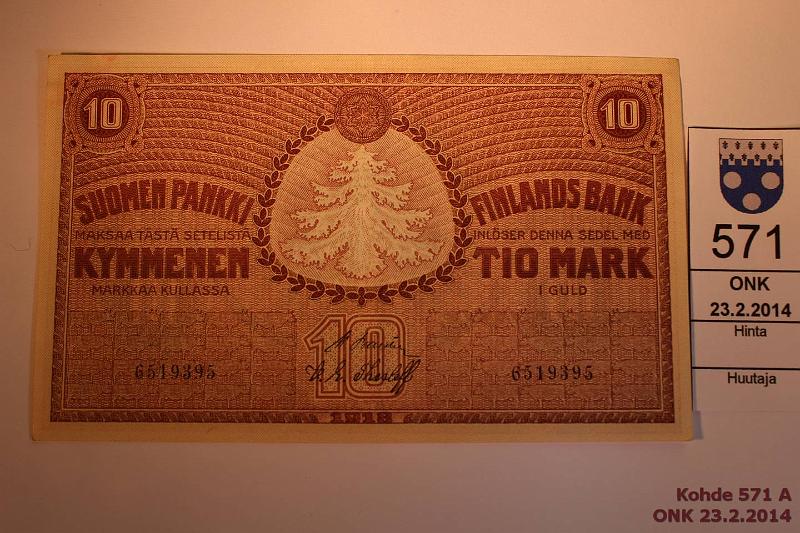 10
10
SUOMEN PANKKI
FINLANDS BANK
MAKSAA TÄSTÄ SETELISTÄ
INLÖSER DENNA SEDEL MED
KYMMENEN
TIO MARK
MARKKAA KULLASSA
I GULD
10
6519395
6519395
1918
571
ONK
23.2.2014
Hinta
Huutaja
Kohde 571 A
ONK 23.2.2014